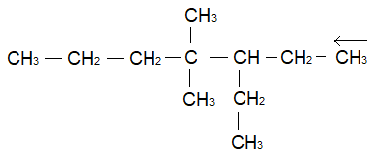 CH₃
CH₃ — CH₂ — CH₂ — C — CH — CH₂ — CH₃
CH₃ CH₂
CH₃